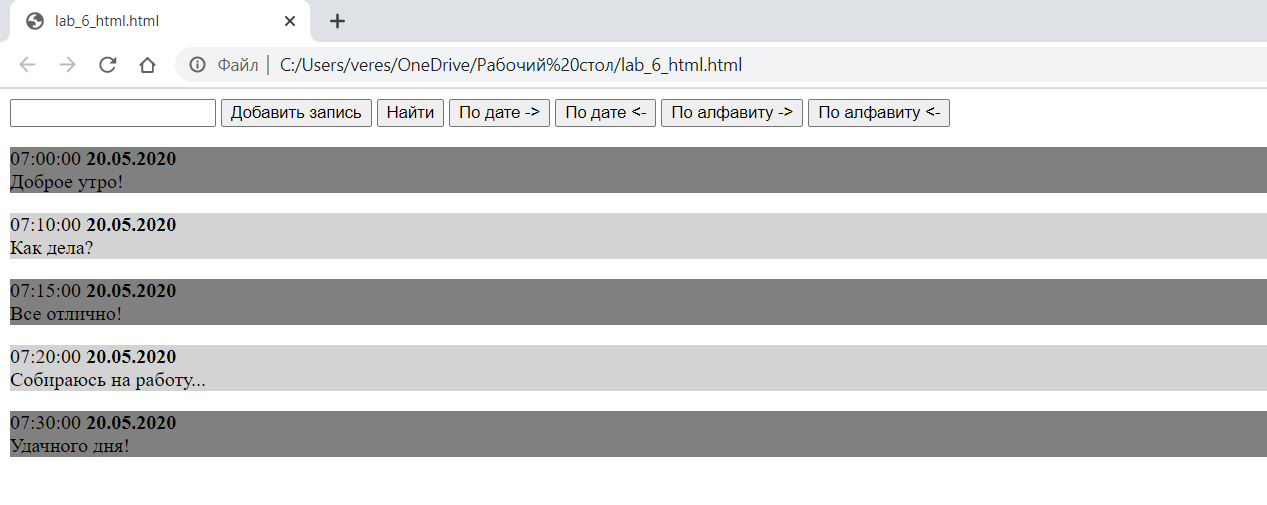 lab_6_html.html
Файл | C:/Users/veres/OneDrive/Рабочий%20стол/lab_6_html.html
Добавить запись Найти По дате -> По дате <- По алфавиту -> По алфавиту <-
07:00:00 20.05.2020
Доброе утро!
07:10:00 20.05.2020
Как дела?
07:15:00 20.05.2020
Все отлично!
07:20:00 20.05.2020
Собираюсь на работу...
07:30:00 20.05.2020
Удачного дня!